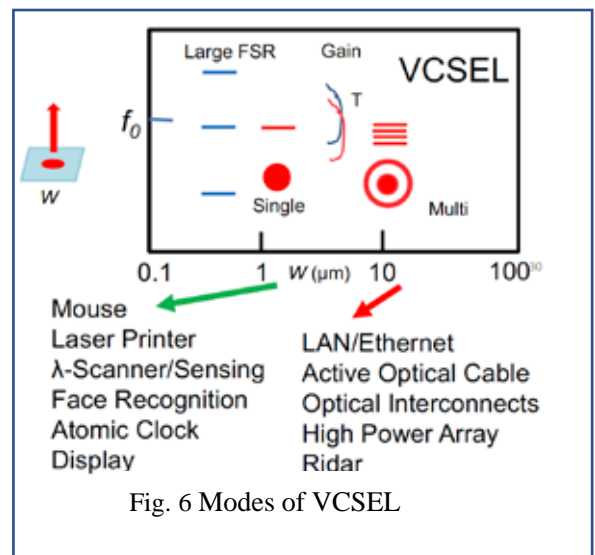 Large FSR Gain VCSEL
T
f0
w
Single Multi
0.1 1 W (μm) 10 100³⁰
Mouse
Laser Printer
λ-Scanner/Sensing
Face Recognition
Atomic Clock
Display
LAN/Ethernet
Active Optical Cable
Optical Interconnects
High Power Array
Ridar
Fig. 6 Modes of VCSEL